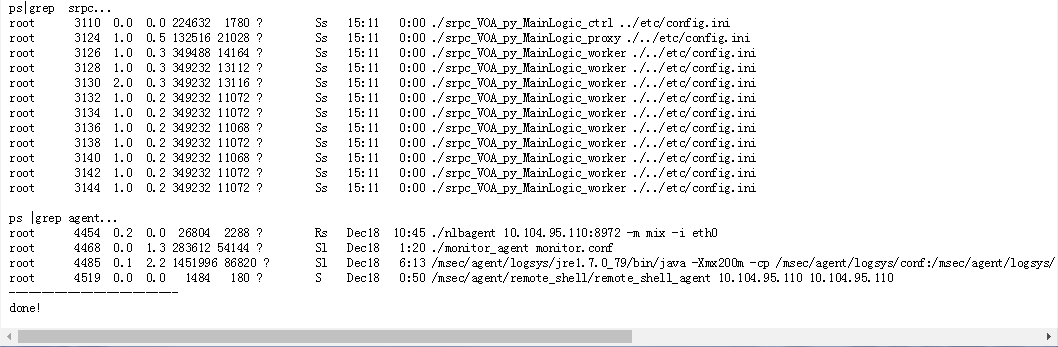 ps|grep  srpc...
root      3110  0.0  0.0 224632  1780 ?        Ss   15:11   0:00 ./srpc_VOA_py_MainLogic_ctrl ../etc/config.ini
root      3124  1.0  0.5 132516 21028 ?        Ss   15:11   0:00 ./srpc_VOA_py_MainLogic_proxy ./../etc/config.ini
root      3126  1.0  0.3 349488 14164 ?        Ss   15:11   0:00 ./srpc_VOA_py_MainLogic_worker ./../etc/config.ini
root      3128  1.0  0.3 349232 13112 ?        Ss   15:11   0:00 ./srpc_VOA_py_MainLogic_worker ./../etc/config.ini
root      3130  2.0  0.3 349232 13116 ?        Ss   15:11   0:00 ./srpc_VOA_py_MainLogic_worker ./../etc/config.ini
root      3132  1.0  0.2 349232 11072 ?        Ss   15:11   0:00 ./srpc_VOA_py_MainLogic_worker ./../etc/config.ini
root      3134  1.0  0.2 349232 11072 ?        Ss   15:11   0:00 ./srpc_VOA_py_MainLogic_worker ./../etc/config.ini
root      3136  1.0  0.2 349232 11068 ?        Ss   15:11   0:00 ./srpc_VOA_py_MainLogic_worker ./../etc/config.ini
root      3138  1.0  0.2 349232 11072 ?        Ss   15:11   0:00 ./srpc_VOA_py_MainLogic_worker ./../etc/config.ini
root      3140  1.0  0.2 349232 11068 ?        Ss   15:11   0:00 ./srpc_VOA_py_MainLogic_worker ./../etc/config.ini
root      3142  1.0  0.2 349232 11072 ?        Ss   15:11   0:00 ./srpc_VOA_py_MainLogic_worker ./../etc/config.ini
root      3144  1.0  0.2 349232 11072 ?        Ss   15:11   0:00 ./srpc_VOA_py_MainLogic_worker ./../etc/config.ini
ps |grep agent...
root      4454  0.2  0.0  26804  2288 ?        Rs   Dec18  10:45 ./nlbagent 10.104.95.110:8972 -m mix -i eth0
root      4468  0.0  1.3 283612 54144 ?        Sl   Dec18   1:20 ./monitor_agent monitor.conf
root      4485  0.1  2.2 1451996 86820 ?       Sl   Dec18   6:13 /msec/agent/logsys/jre1.7.0_79/bin/java -Xmx200m -cp /msec/agent/logsys/conf:/msec/agent/logsys/
root      4519  0.0  0.0   1484   180 ?        S    Dec18   0:50 /msec/agent/remote_shell/remote_shell_agent 10.104.95.110 10.104.95.110
--------------------------
done!